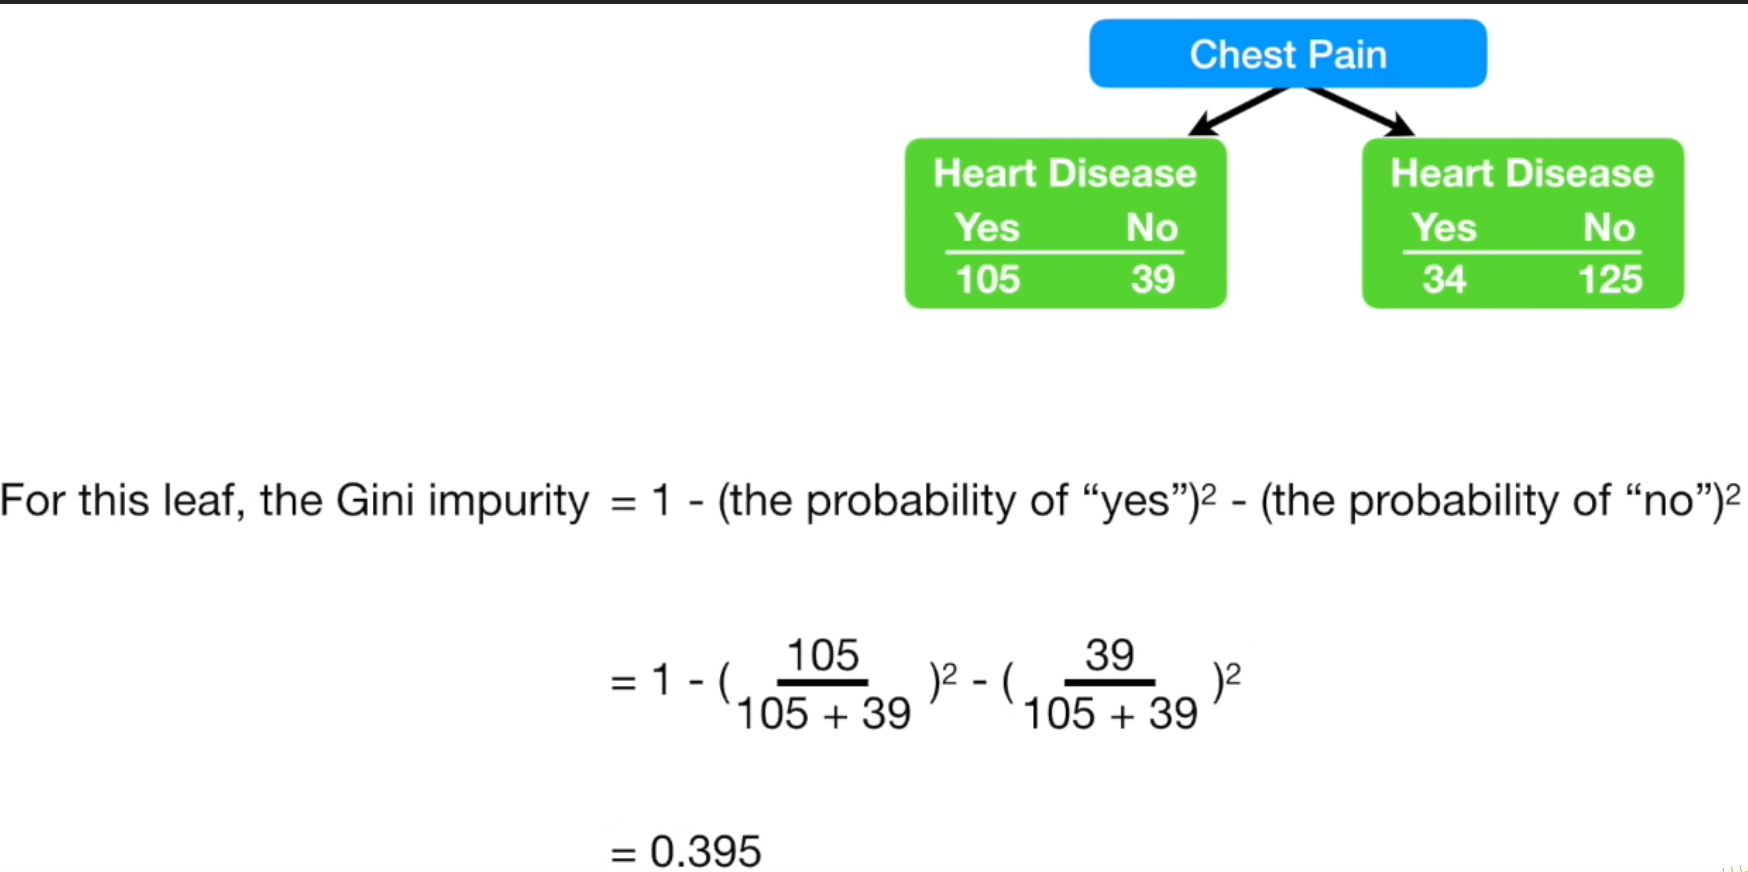 Chest Pain
Heart Disease
Yes No
105 39
Heart Disease
Yes No
34 125
For this leaf, the Gini impurity = 1 - (the probability of “yes”)² - (the probability of “no”)²
= 1 - ( 105 / 105 + 39 )² - ( 39 / 105 + 39 )²
= 0.395